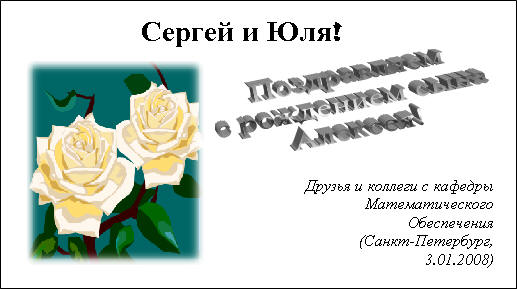 Сергей и Юля!
Поздравляем
с рождением сына
Алексея!
Друзья и коллеги с кафедры
Математического
Обеспечения
(Санкт-Петербург,
3.01.2008)